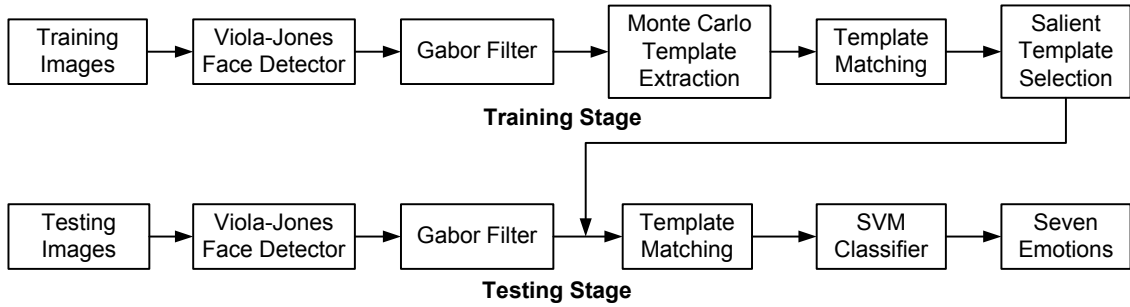 Training
Images
Viola-Jones
Face Detector
Gabor Filter
Monte Carlo
Template
Extraction
Template
Matching
Salient
Template
Selection
Training Stage
Testing
Images
Viola-Jones
Face Detector
Gabor Filter
Template
Matching
SVM
Classifier
Seven
Emotions
Testing Stage